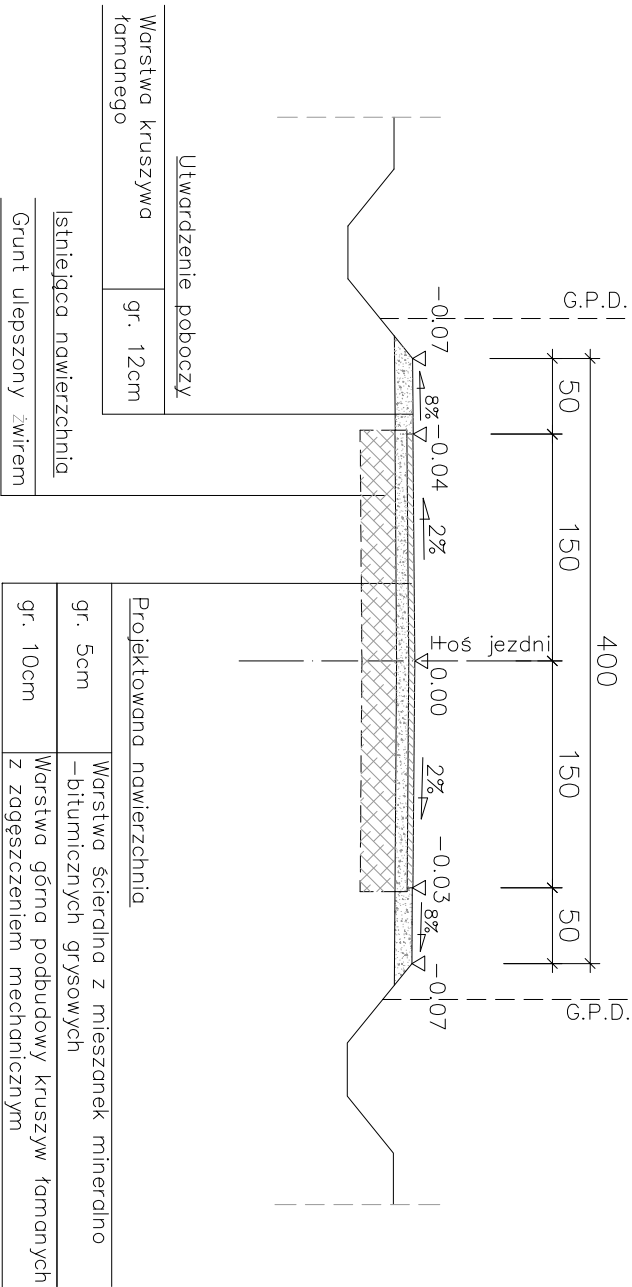 400
50
150
150
50
G.P.D.
G.P.D.
oś jezdni
-0.07
8%
-0.04
2%
0.00
2%
-0.03
8%
-0.07
Utwardzenie poboczy
Warstwa kruszywa
łamanego
gr. 12cm
Istniejąca nawierzchnia
Grunt ulepszony żwirem
Projektowana nawierzchnia
gr. 5cm
Warstwa ścieralna z mieszanek mineralno
-bitumicznych grysowych
gr. 10cm
Warstwa górna podbudowy kruszyw łamanych
z zagęszczeniem mechanicznym